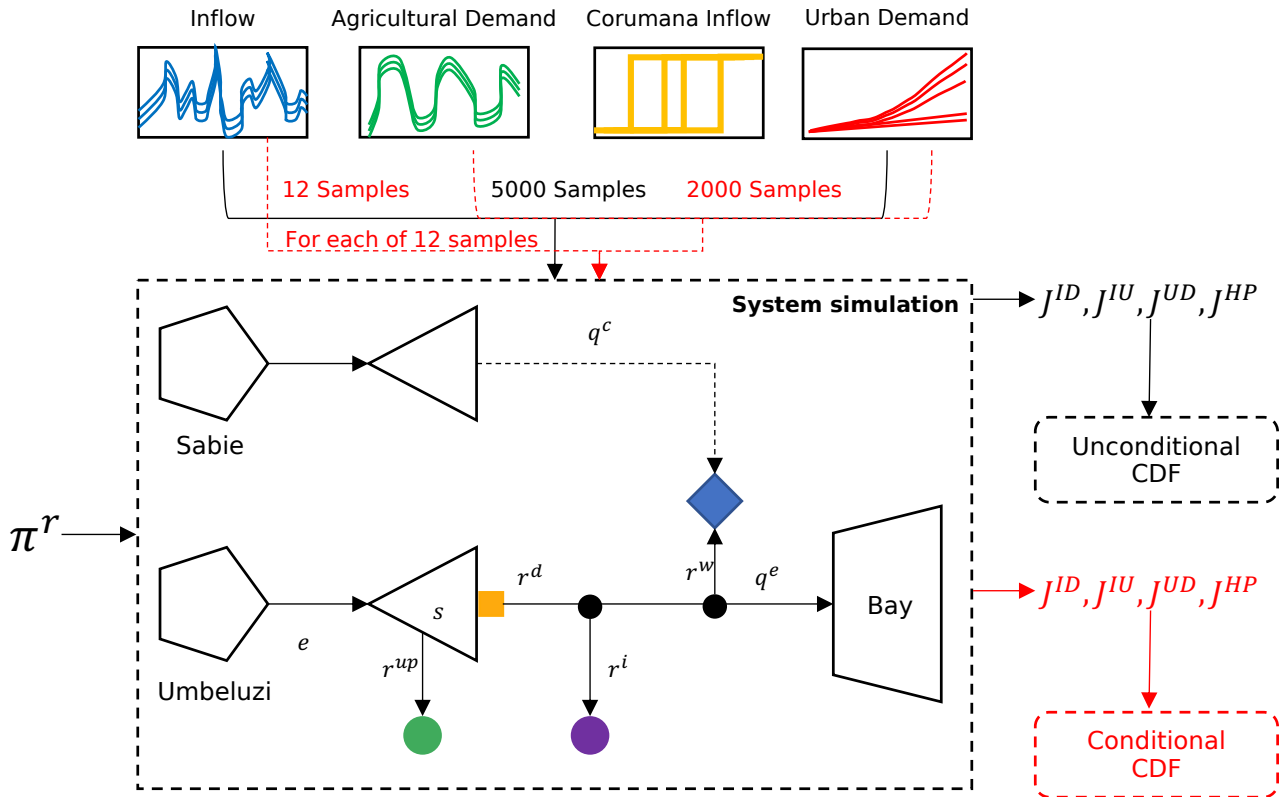 Inflow
Agricultural Demand
Corumana Inflow
Urban Demand
12 Samples
5000 Samples
2000 Samples
For each of 12 samples
System simulation
J^{ID}, J^{IU}, J^{UD}, J^{HP}
q^c
Sabie
Unconditional
CDF
π^r
r^d
r^w
q^e
s
Bay
e
r^{up}
r^i
Umbeluzi
J^{ID}, J^{IU}, J^{UD}, J^{HP}
Conditional
CDF